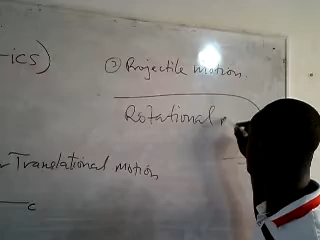 -ics)
③ Projectile motion.
Rotational
Translational motion
c